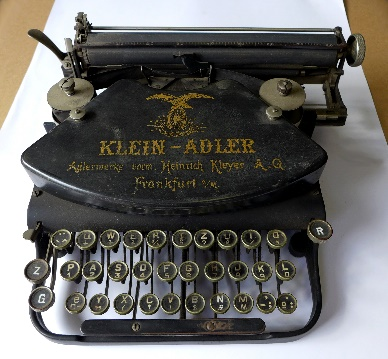 KLEIN-ADLER
Adlerwerke vorm. Heinrich Kleyer A.G.
Frankfurt a/M.
W E R T Z U I O R
Z A S D F G H J K L
G Y X C V B N M